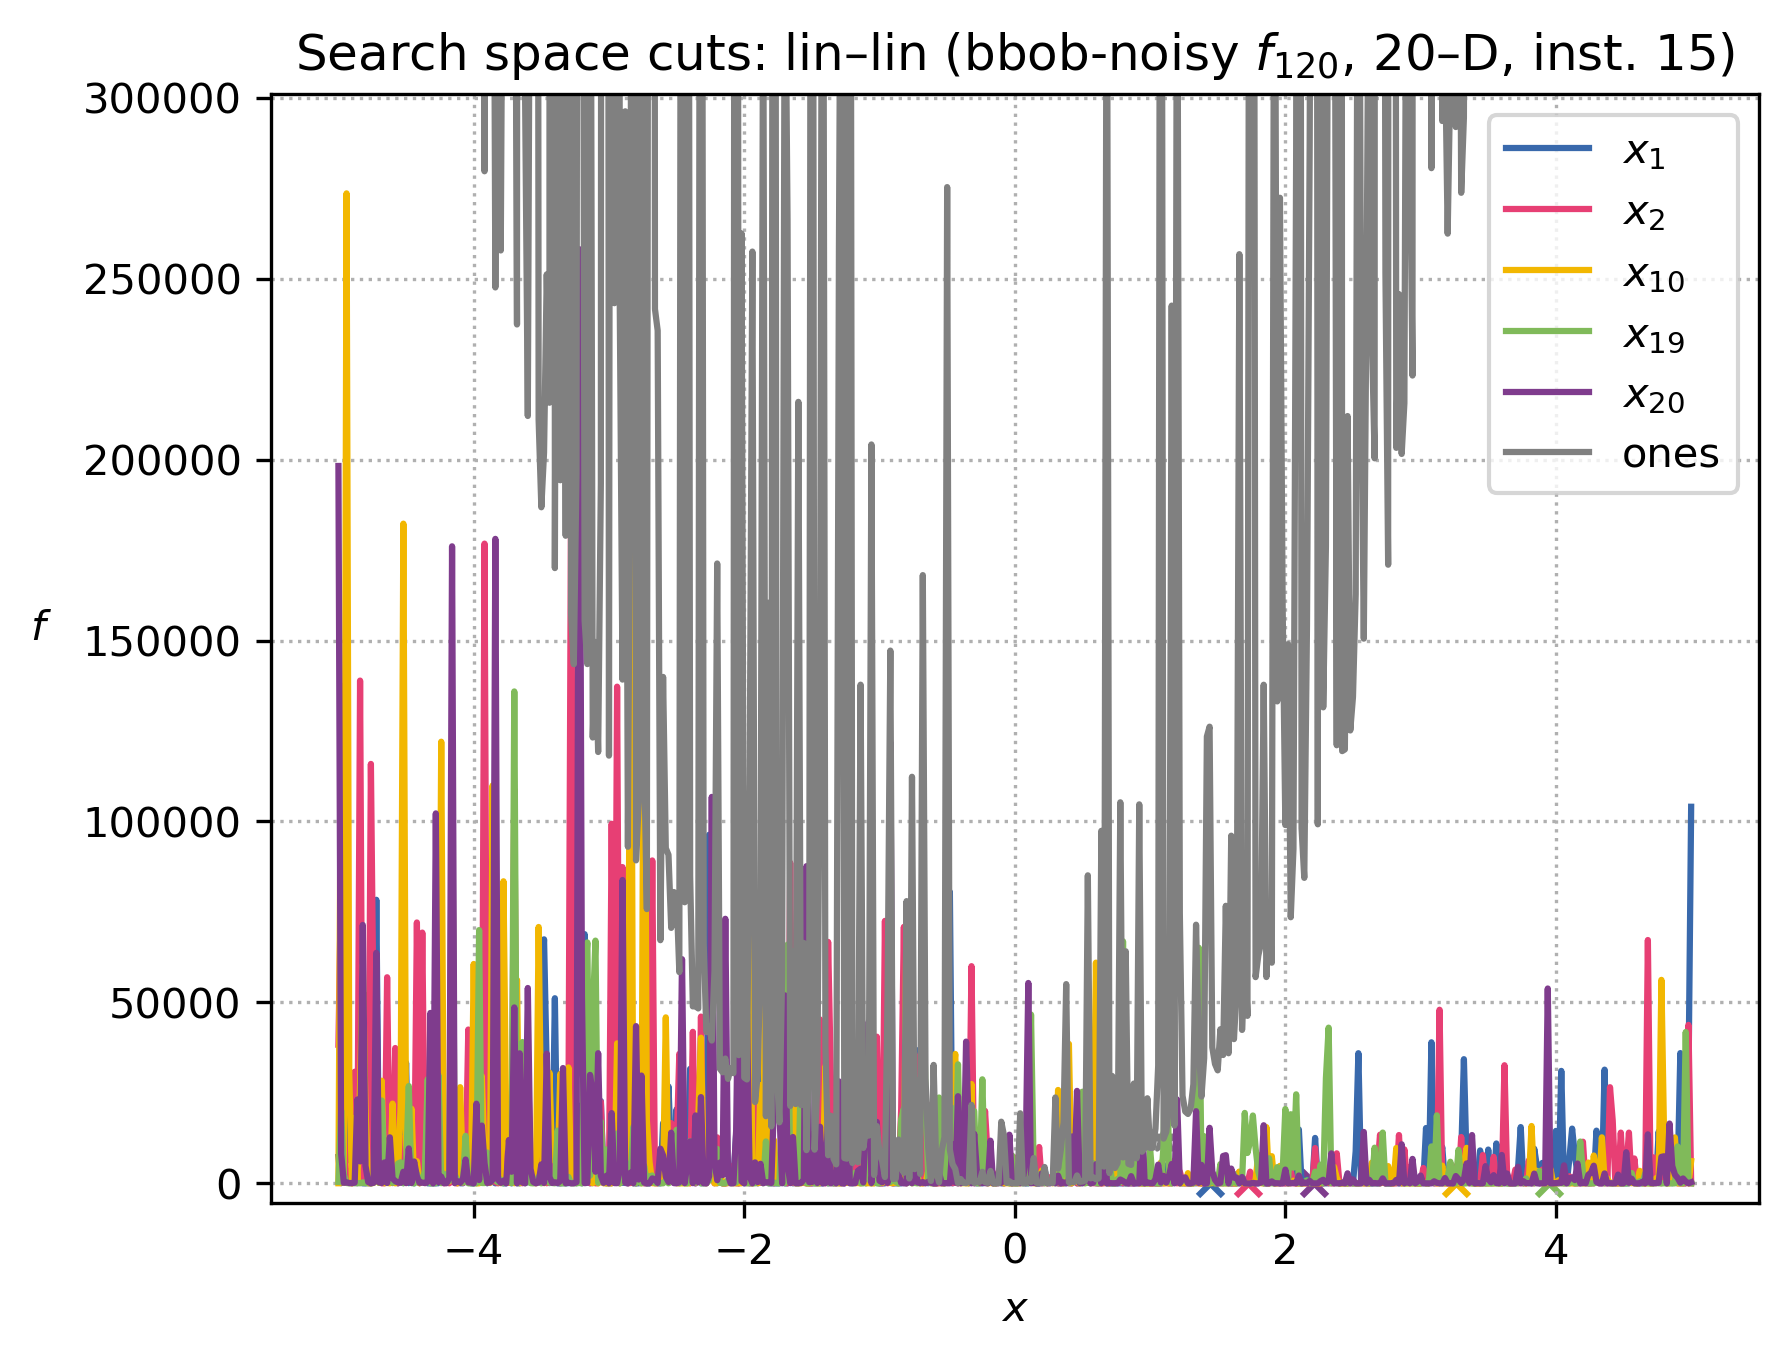 Search space cuts: lin–lin (bbob-noisy f₁₂₀, 20–D, inst. 15)
300000
250000
200000
150000
100000
50000
0
f
x₁
x₂
x₁₀
x₁₉
x₂₀
ones
−4
−2
0
2
4
x